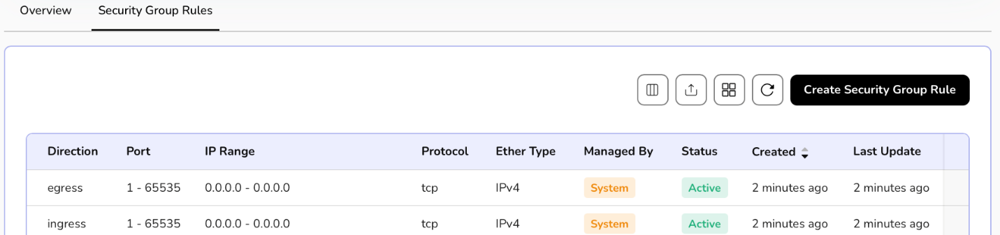 Overview Security Group Rules
Create Security Group Rule
Direction Port IP Range Protocol Ether Type Managed By Status Created Last Update
egress 1 - 65535 0.0.0.0 - 0.0.0.0 tcp IPv4 System Active 2 minutes ago 2 minutes ago
ingress 1 - 65535 0.0.0.0 - 0.0.0.0 tcp IPv4 System Active 2 minutes ago 2 minutes ago